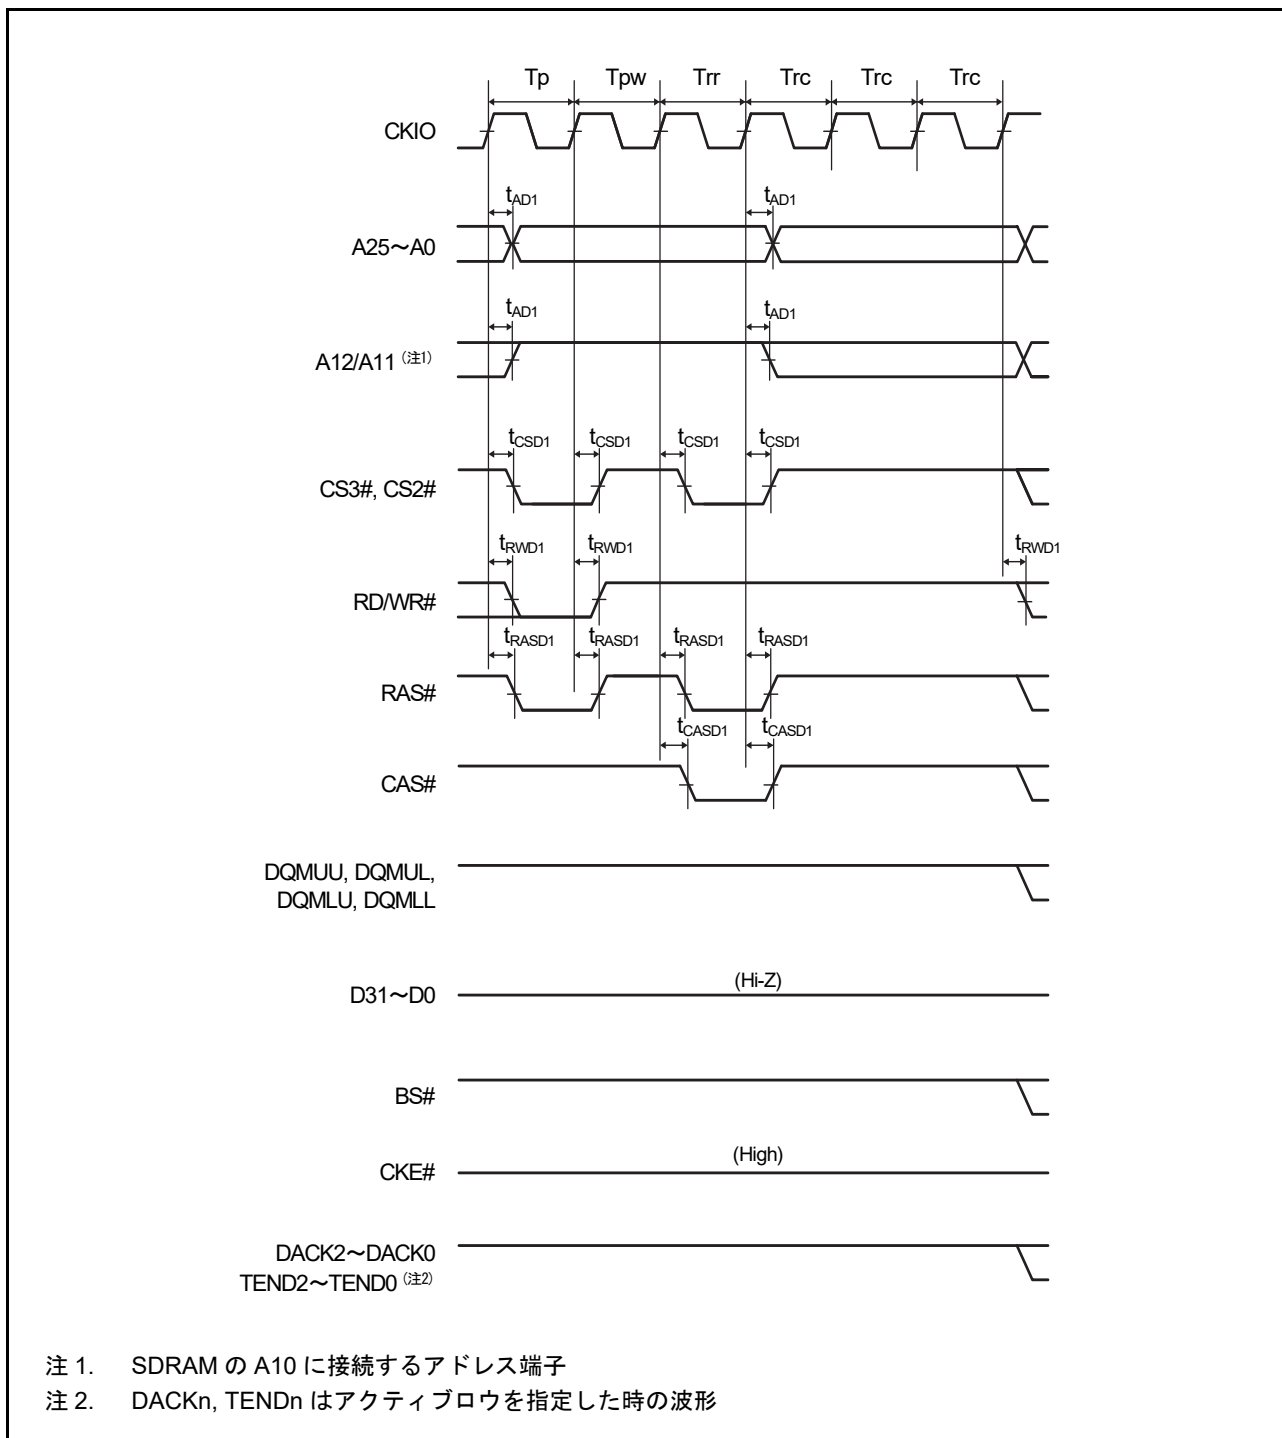 Tp Tpw Trr Trc Trc Trc
CKIO
tAD1 tAD1
A25～A0
tAD1 tAD1
A12/A11 (注1)
tCSD1 tCSD1 tCSD1 tCSD1
CS3#, CS2#
tRWD1 tRWD1 tRWD1
RD/WR#
tRASD1 tRASD1 tRASD1 tRASD1
RAS#
tCASD1 tCASD1
CAS#
DQMUU, DQMUL,
DQMLU, DQMLL
(Hi-Z)
D31～D0
BS#
(High)
CKE#
DACK2～DACK0
TEND2～TEND0 (注2)
注 1. SDRAM の A10 に接続するアドレス端子
注 2. DACKn, TENDn はアクティブロウを指定した時の波形